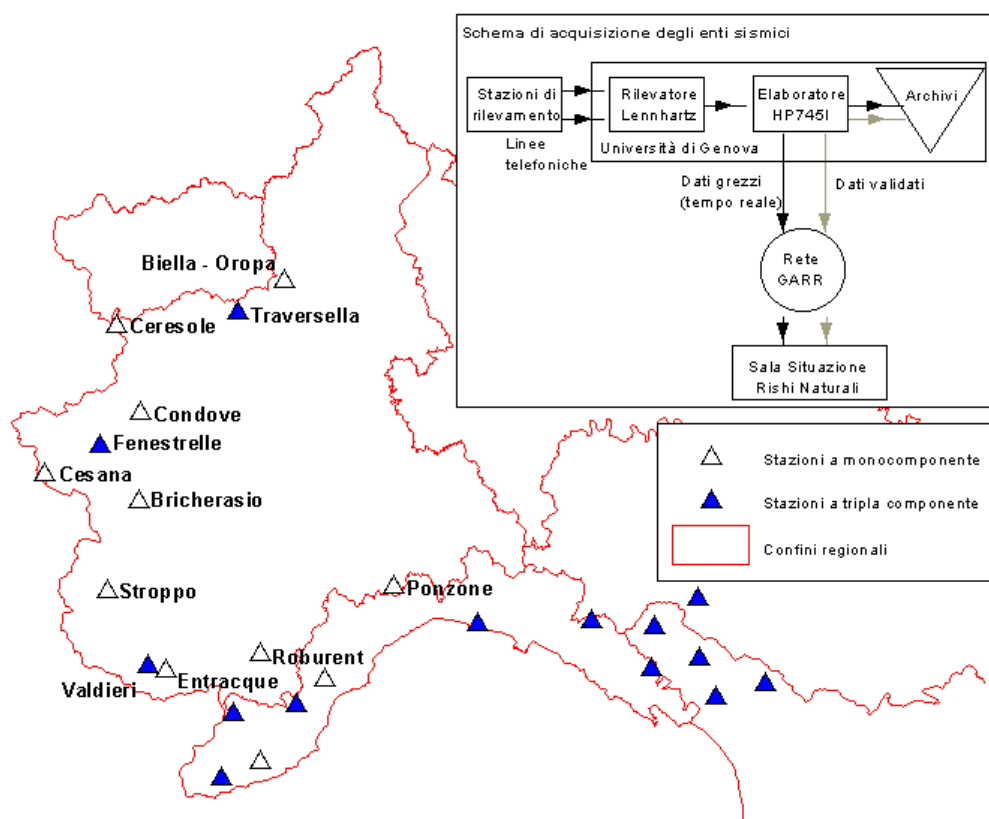 Schema di acquisizione degli enti sismici
Stazioni di
rilevamento
Rilevatore
Lennhartz
Elaboratore
HP745I
Archivi
Linee
telefoniche
Università di Genova
Dati grezzi
(tempo reale)
Dati validati
Rete
GARR
Sala Situazione
Rishi Naturali
Biella - Oropa
Traversella
Ceresole
Condove
Fenestrelle
Cesana
Bricherasio
Stroppo
Ponzone
Roburent
Entracque
Valdieri
Stazioni a monocomponente
Stazioni a tripla componente
Confini regionali